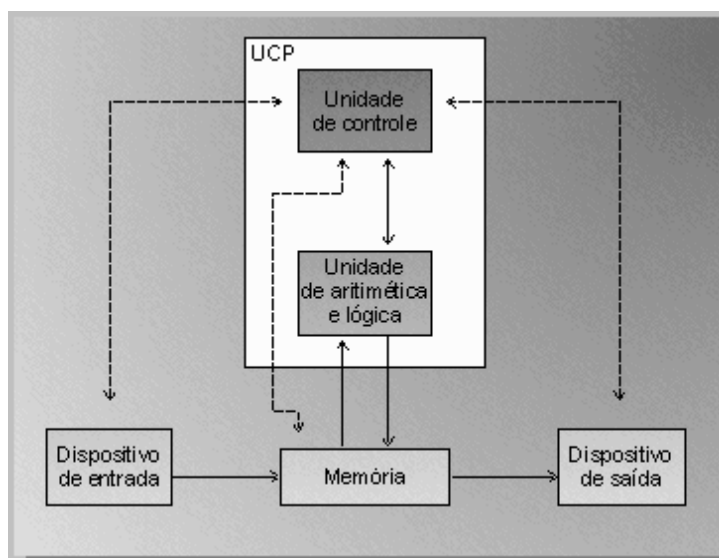 UCP
Unidade
de controle
Unidade
de aritimética
e lógica
Dispositivo
de entrada
Memória
Dispositivo
de saída